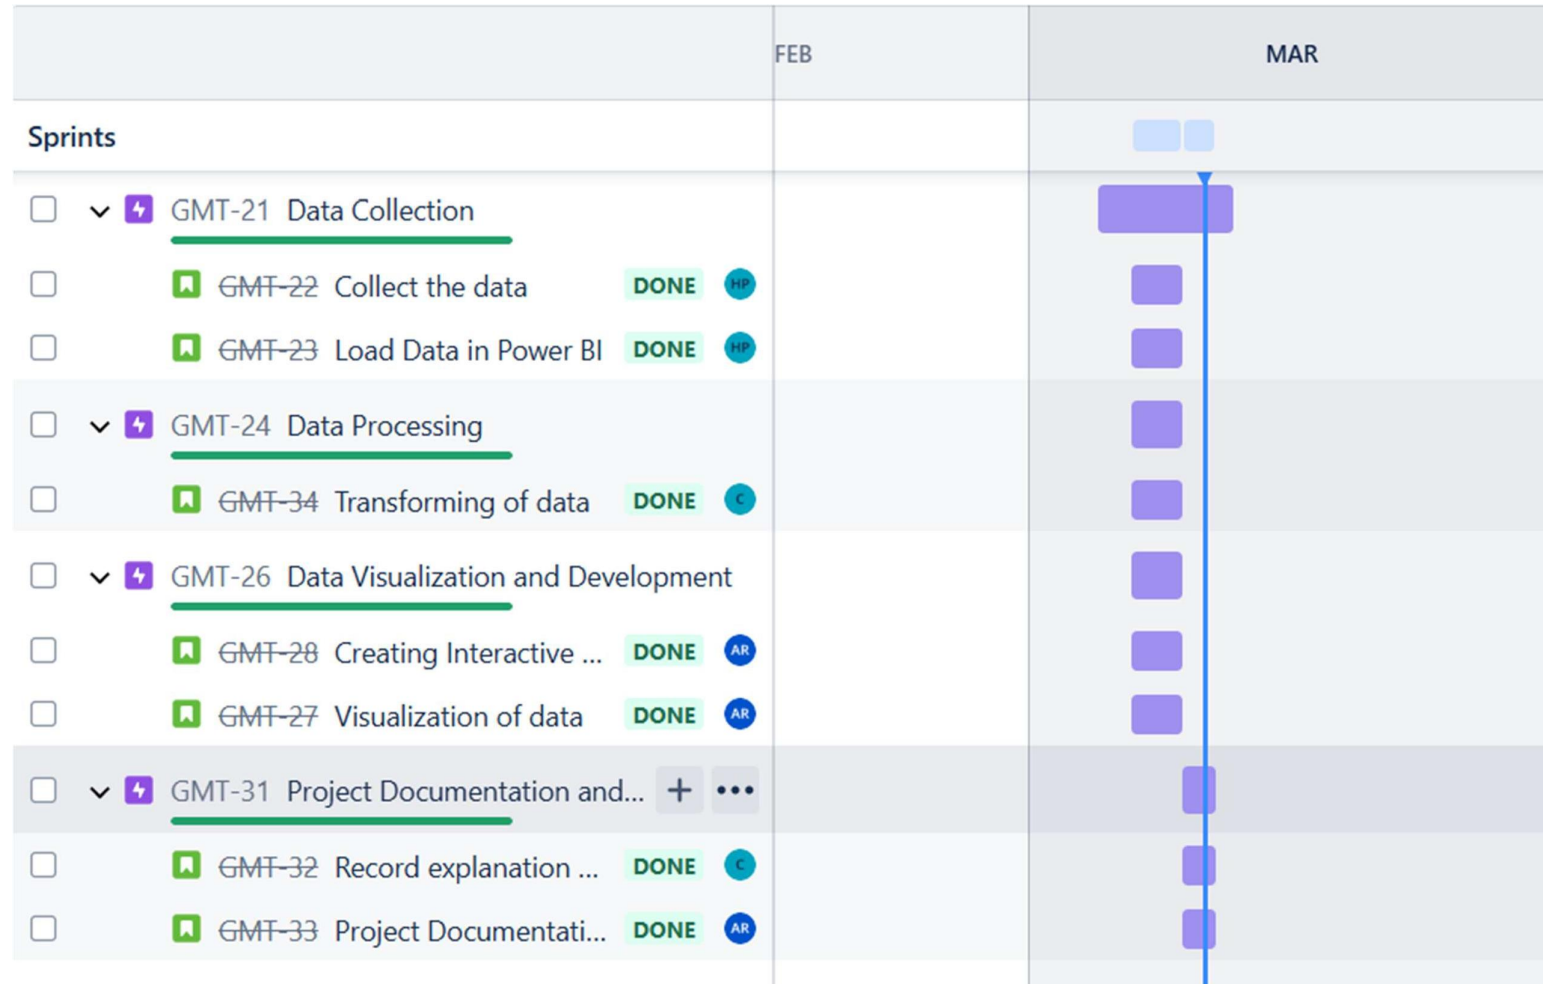 FEB MAR
Sprints
GMT-21 Data Collection
GMT-22 Collect the data DONE HP
GMT-23 Load Data in Power BI DONE HP
GMT-24 Data Processing
GMT-34 Transforming of data DONE C
GMT-26 Data Visualization and Development
GMT-28 Creating Interactive ... DONE AR
GMT-27 Visualization of data DONE AR
GMT-31 Project Documentation and...
GMT-32 Record explanation ... DONE C
GMT-33 Project Documentati... DONE AR